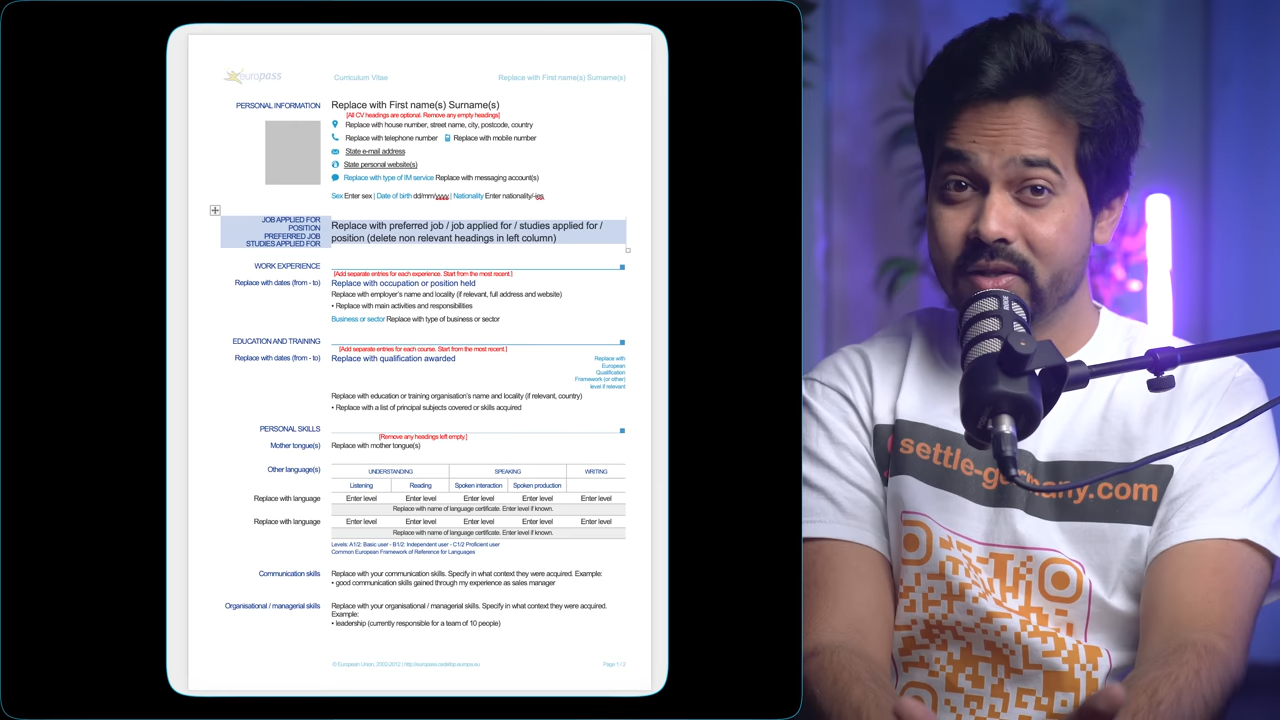 europass
Curriculum Vitae
Replace with First name(s) Surname(s)
PERSONAL INFORMATION
Replace with First name(s) Surname(s)
[All CV headings are optional. Remove any empty headings]
Replace with house number, street name, city, postcode, country
Replace with telephone number Replace with mobile number
State e-mail address
State personal website(s)
Replace with type of IM service Replace with messaging account(s)
Sex Enter sex | Date of birth dd/mm/yyyy | Nationality Enter nationality/-ies
JOB APPLIED FOR
POSITION
PREFERRED JOB
STUDIES APPLIED FOR
Replace with preferred job / job applied for / studies applied for /
position (delete non relevant headings in left column)
WORK EXPERIENCE
[Add separate entries for each experience. Start from the most recent.]
Replace with dates (from - to)
Replace with occupation or position held
Replace with employer's name and locality (if relevant, full address and website)
• Replace with main activities and responsibilities
Business or sector Replace with type of business or sector
EDUCATION AND TRAINING
[Add separate entries for each course. Start from the most recent.]
Replace with dates (from - to)
Replace with qualification awarded
Replace with
European
Qualification
Framework (or other)
level if relevant
Replace with education or training organisation's name and locality (if relevant, country)
• Replace with a list of principal subjects covered or skills acquired
PERSONAL SKILLS
[Remove any headings left empty.]
Mother tongue(s)
Replace with mother tongue(s)
Other language(s)
UNDERSTANDING SPEAKING WRITING
Listening Reading Spoken interaction Spoken production
Replace with language Enter level Enter level Enter level Enter level Enter level
Replace with name of language certificate. Enter level if known.
Replace with language Enter level Enter level Enter level Enter level Enter level
Replace with name of language certificate. Enter level if known.
Levels: A1/2: Basic user - B1/2: Independent user - C1/2 Proficient user
Common European Framework of Reference for Languages
Communication skills
Replace with your communication skills. Specify in what context they were acquired. Example:
• good communication skills gained through my experience as sales manager
Organisational / managerial skills
Replace with your organisational / managerial skills. Specify in what context they were acquired.
Example:
• leadership (currently responsible for a team of 10 people)
© European Union, 2002-2012 | http://europass.cedefop.europa.eu
Page 1 / 2
settle-germany.com
RØDE